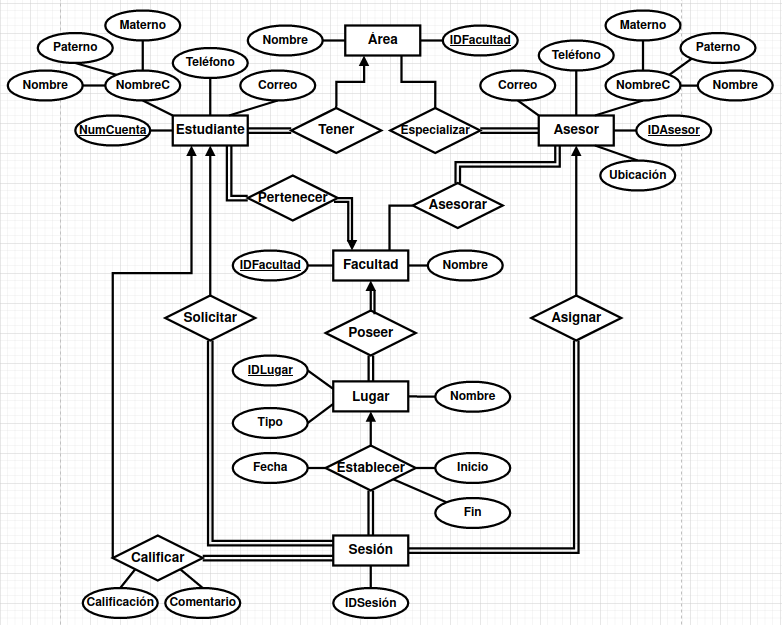 Materno
Materno
Nombre
Área
IDFacultad
Paterno
Paterno
Teléfono
Teléfono
Nombre
NombreC
Correo
Correo
NombreC
Nombre
NumCuenta
Estudiante
Tener
Especializar
Asesor
IDAsesor
Ubicación
Pertenecer
Asesorar
IDFacultad
Facultad
Nombre
Solicitar
Poseer
Asignar
IDLugar
Lugar
Nombre
Tipo
Fecha
Establecer
Inicio
Fin
Calificar
Sesión
Calificación
Comentario
IDSesión